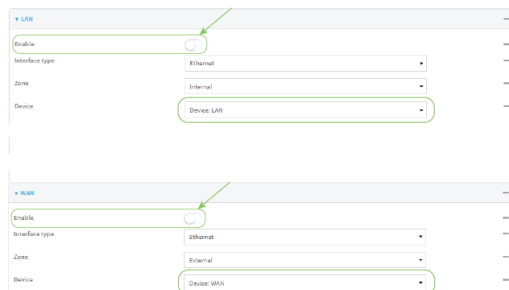 ▾ LAN
Enable
Interface type
Ethernet
Zone
Internal
Device
Device: LAN
▾ WAN
Enable
Interface type
Ethernet
Zone
External
Device
Device: WAN